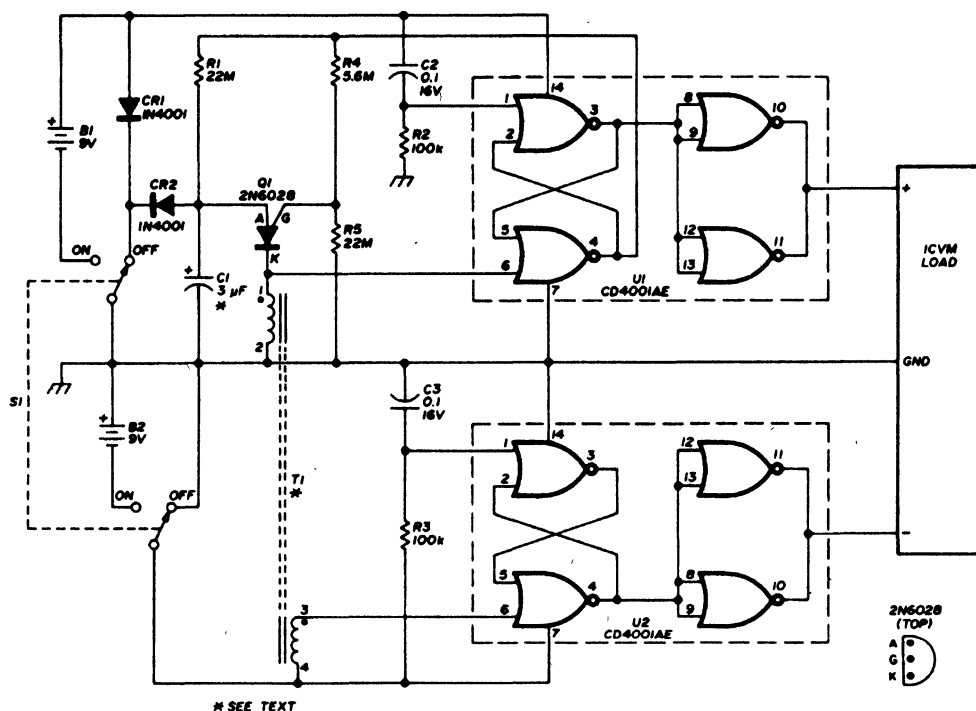 R1
22M
R4
5.6M
C2
0.1
16V
CR1
1N4001
B1
9V
+
R2
100k
Q1
2N6028
A
G
K
CR2
1N4001
ON
OFF
R5
22M
C1
3 µF
*
1
2
1
2
3
14
5
6
4
7
8
9
10
12
13
11
U1
CD4001AE
+
ICVM
LOAD
GND
-
S1
+
B2
9V
ON
OFF
C3
0.1
16V
T1
*
R3
100k
3
4
1
2
3
14
5
6
4
7
12
13
11
8
9
10
U2
CD4001AE
2N6028
(TOP)
A
G
K
* SEE TEXT